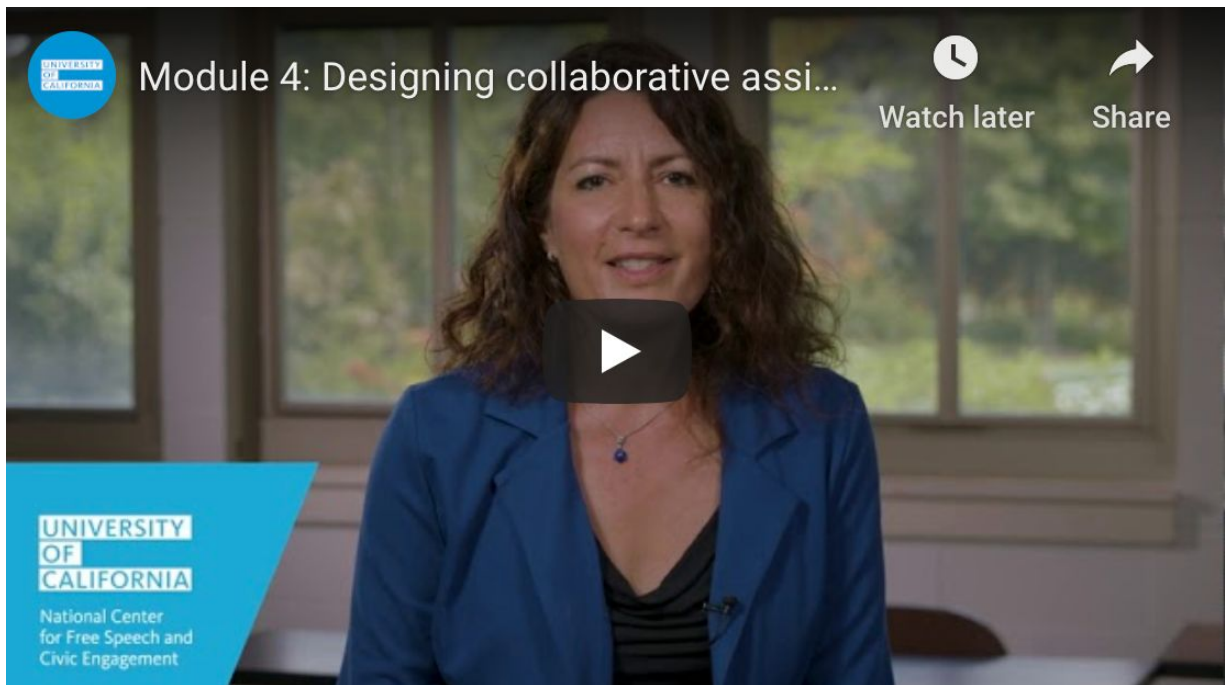 UNIVERSITY
OF
CALIFORNIA
Module 4: Designing collaborative assi...
Watch later
Share
UNIVERSITY
OF
CALIFORNIA
National Center
for Free Speech and
Civic Engagement